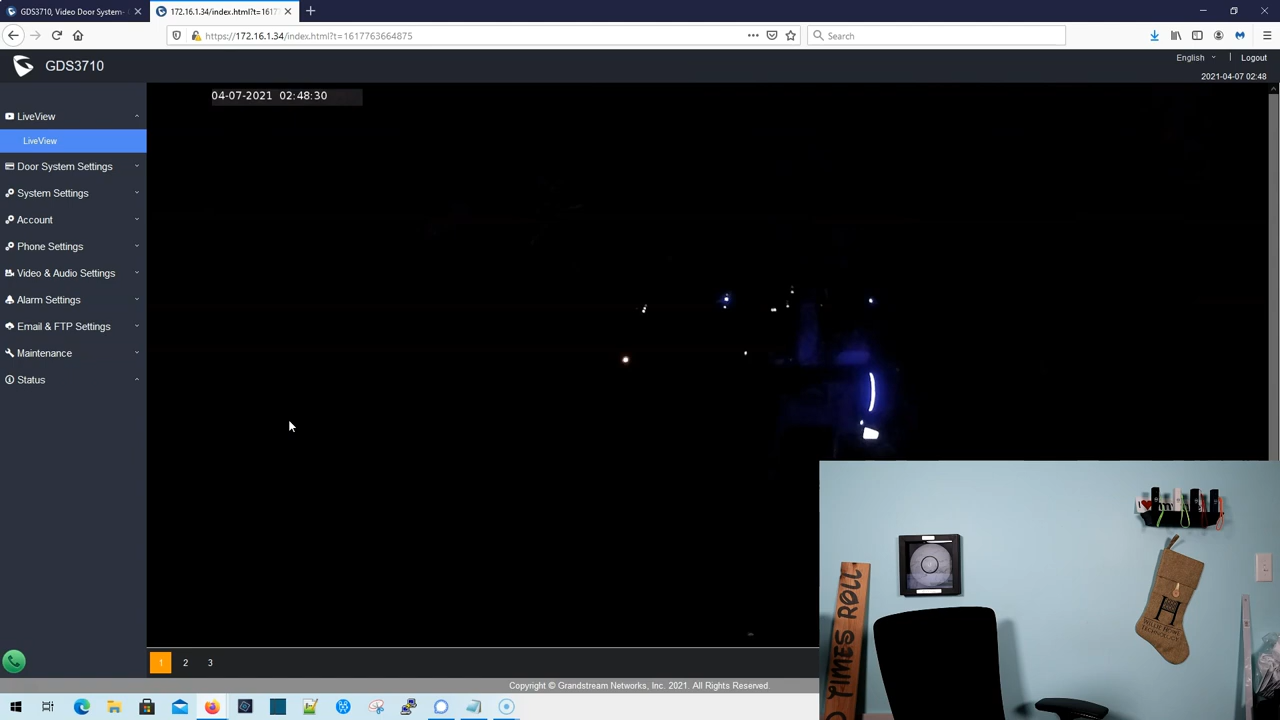 GDS3710, Video Door System-
172.16.1.34/index.html?t=1617
https://172.16.1.34/index.html?t=1617763664875
Search
GDS3710
English
Logout
2021-04-07 02:48
04-07-2021 02:48:30
LiveView
LiveView
Door System Settings
System Settings
Account
Phone Settings
Video & Audio Settings
Alarm Settings
Email & FTP Settings
Maintenance
Status
1 2 3
Copyright © Grandstream Networks, Inc. 2021. All Rights Reserved.
TIMES ROLL
H